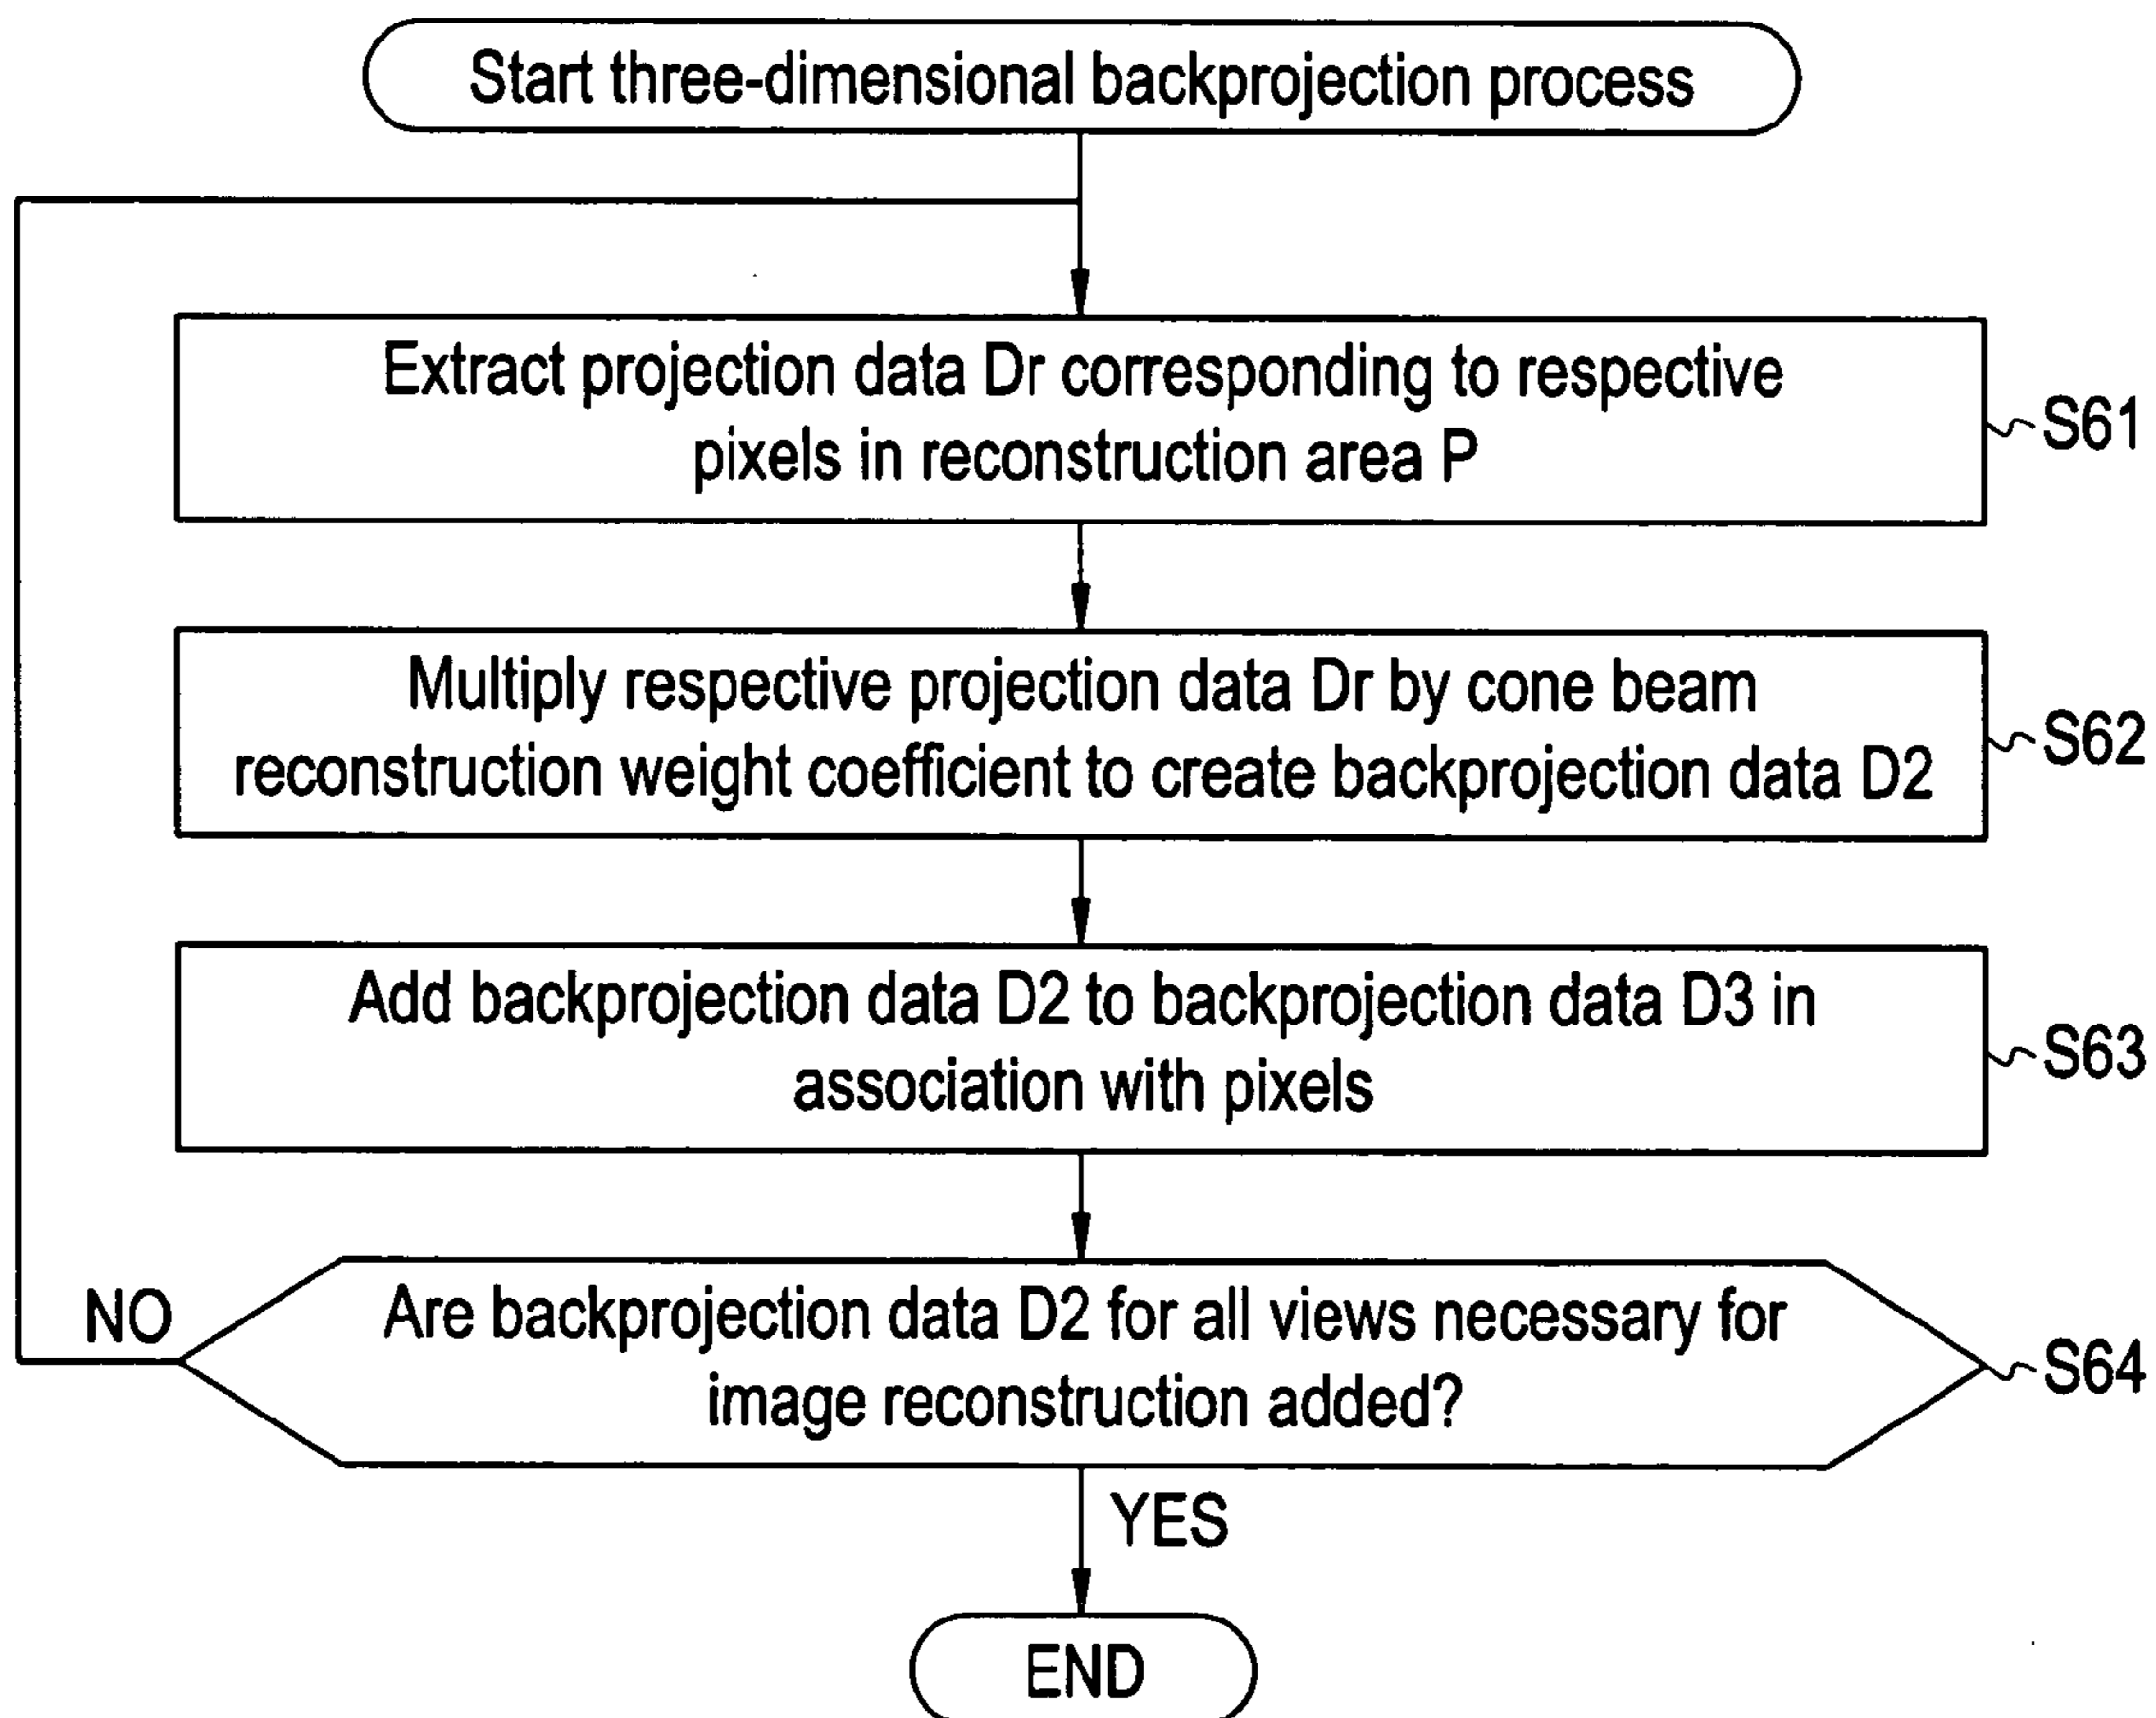 Start three-dimensional backprojection process
Extract projection data Dr corresponding to respective
pixels in reconstruction area P
S61
Multiply respective projection data Dr by cone beam
reconstruction weight coefficient to create backprojection data D2
S62
Add backprojection data D2 to backprojection data D3 in
association with pixels
S63
NO
Are backprojection data D2 for all views necessary for
image reconstruction added?
S64
YES
END